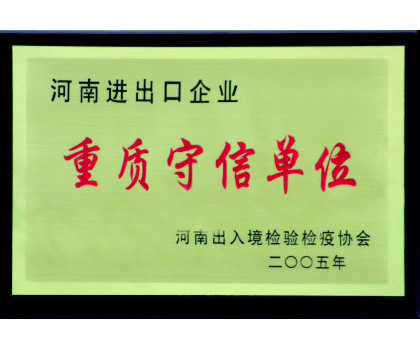 河南进出口企业
重质守信单位
河南出入境检验检疫协会
二〇〇五年